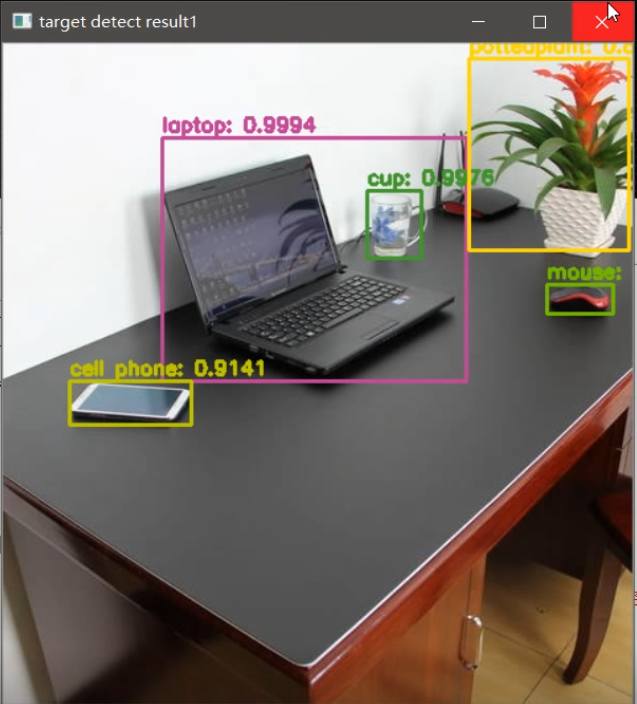 target detect result1
pottedplant: 0.
laptop: 0.9994
cup: 0.9976
mouse:
cell phone: 0.9141